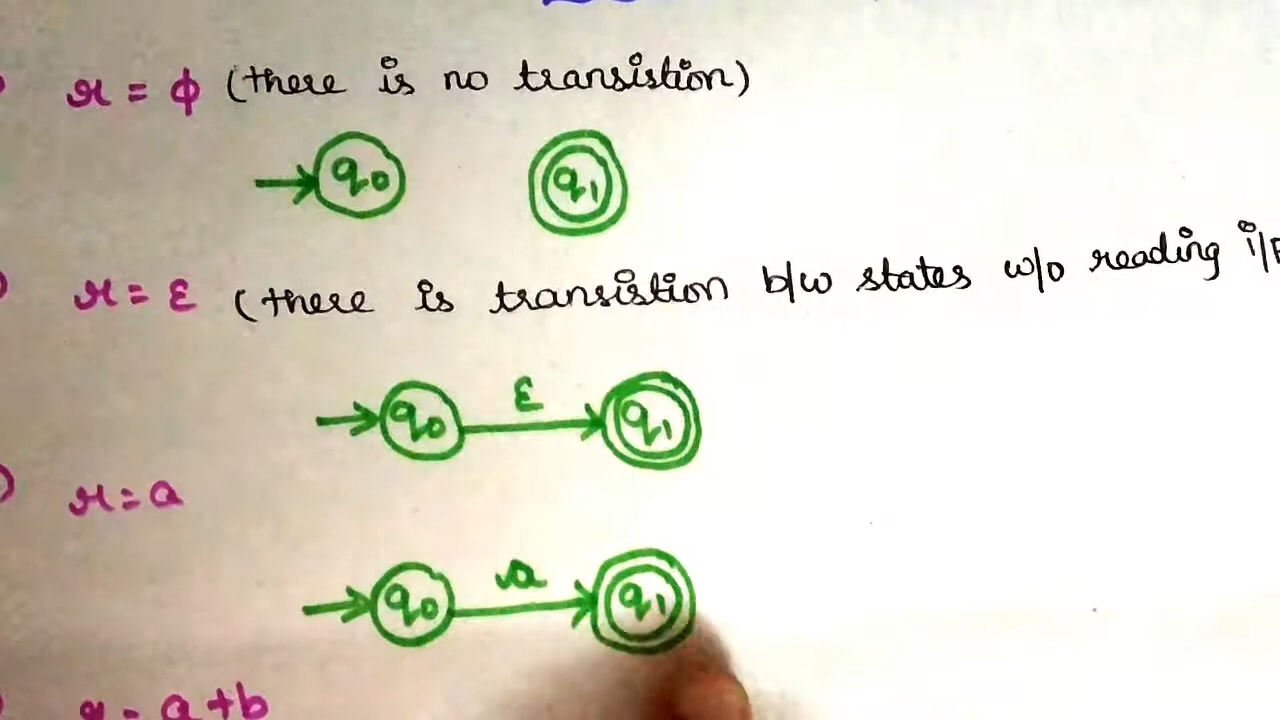 r = ϕ (there is no transistion)
q0 q1
r = ε (there is transistion b/w states w/o reading i/p
ε
q0 q1
r = a
a
q0 q1
r = a+b